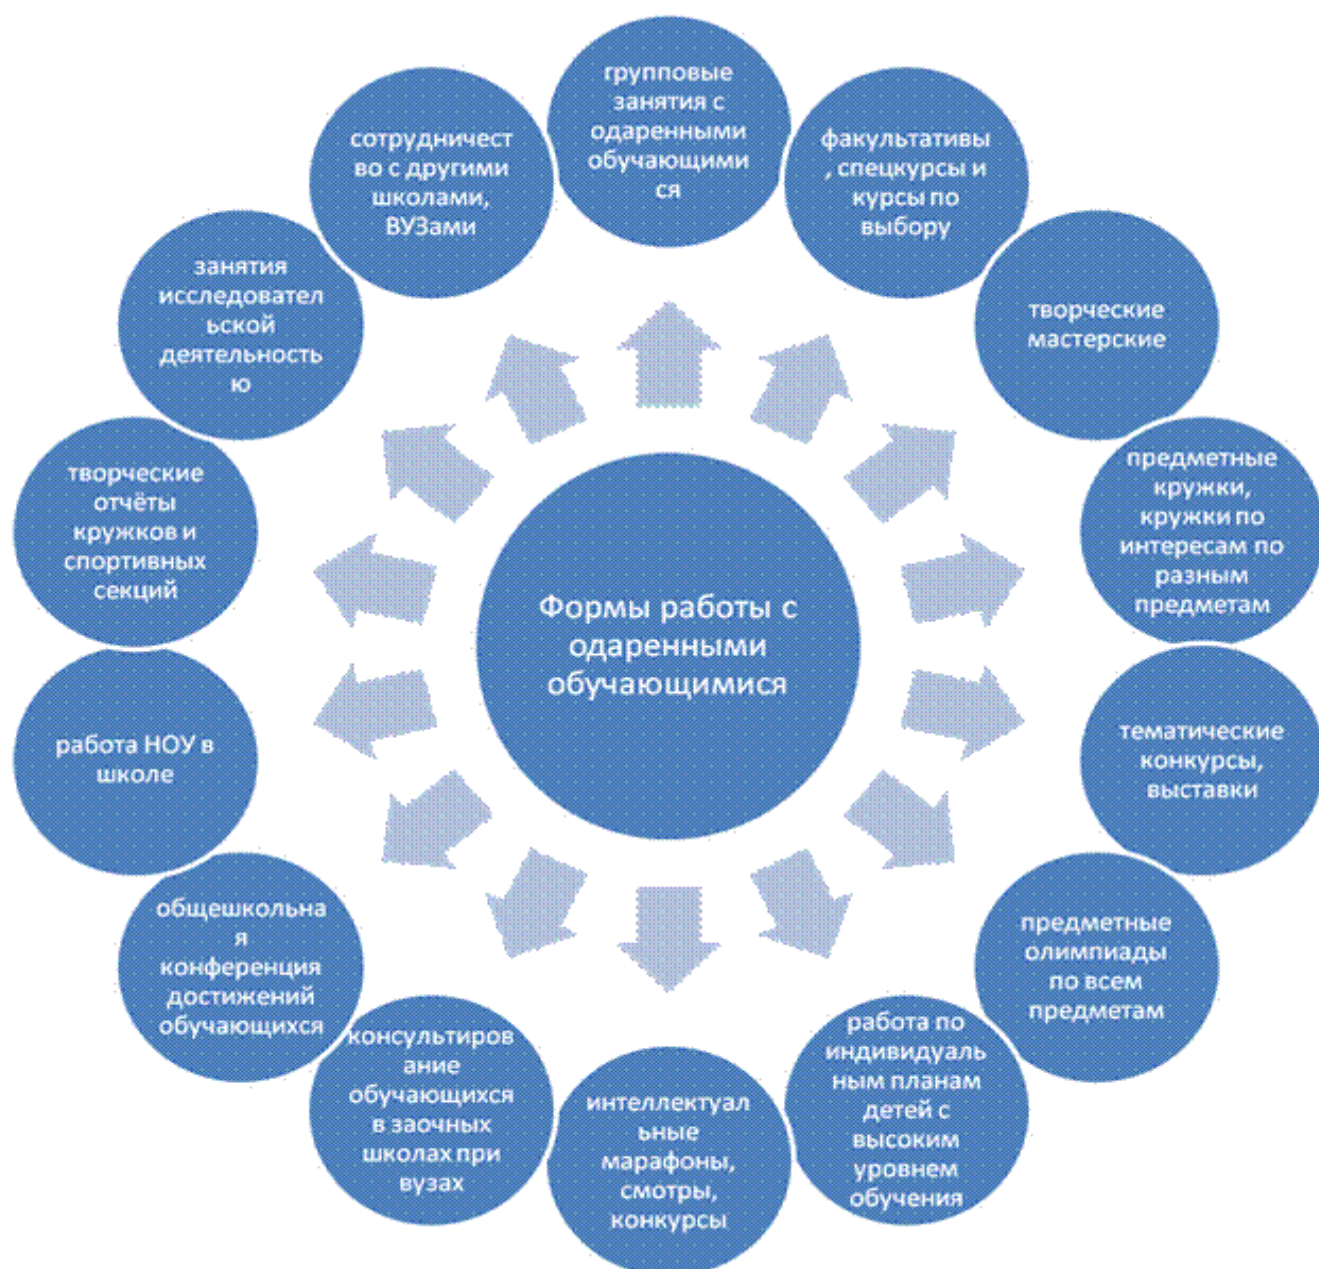 групповые
занятия с
одаренными
обучающими
ся
факультативы
, спецкурсы и
курсы по
выбору
творческие
мастерские
предметные
кружки,
кружки по
интересам по
разным
предметам
тематические
конкурсы,
выставки
предметные
олимпиады
по всем
предметам
работа по
индивидуаль
ным планам
детей с
высоким
уровнем
обучения
интеллектуал
ьные
марафоны,
смотры,
конкурсы
консультиров
ание
обучающихся
в заочных
школах при
вузах
общешкольна
я
конференция
достижений
обучающихся
работа НОУ в
школе
творческие
отчёты
кружков и
спортивных
секций
занятия
исследовател
ьской
деятельность
ю
сотрудничест
во с другими
школами,
ВУЗами
Формы работы с
одаренными
обучающимися